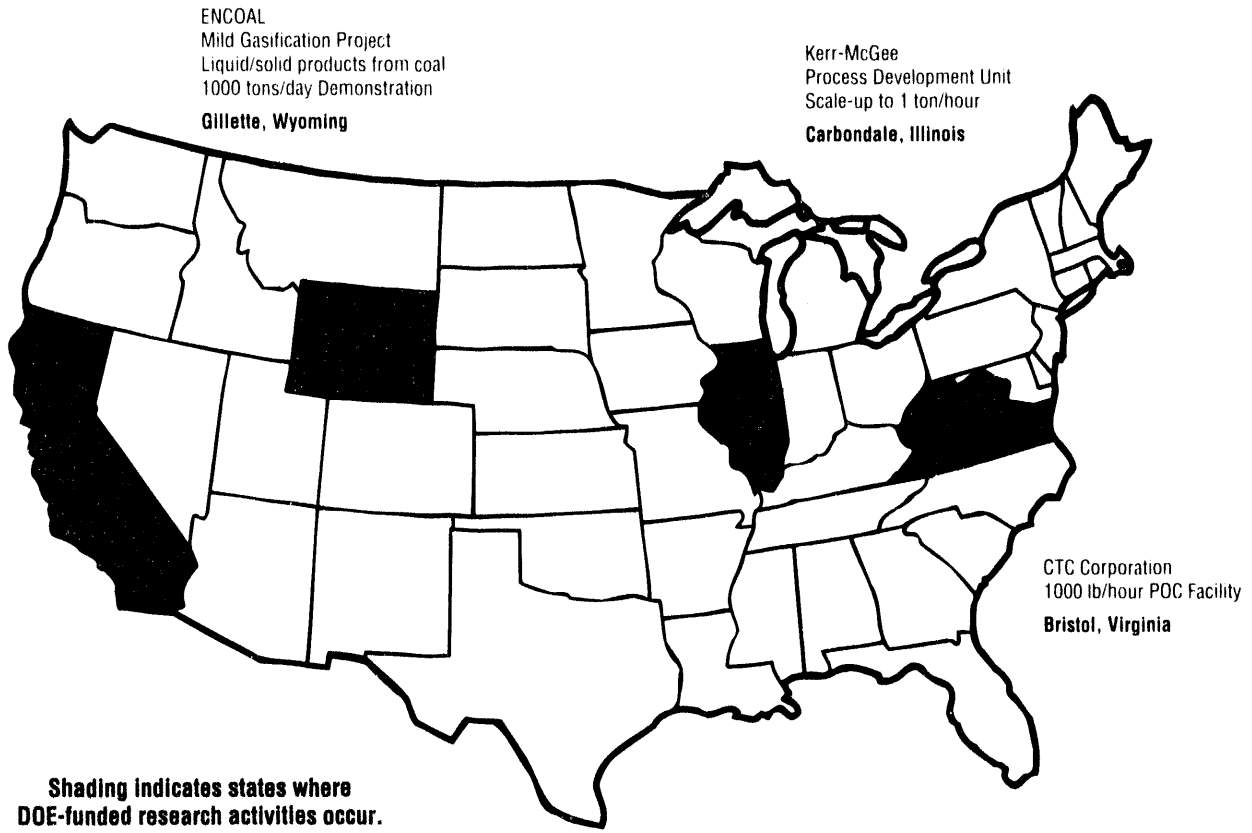 ENCOAL
Mild Gasification Project
Liquid/solid products from coal
1000 tons/day Demonstration
Gillette, Wyoming
Kerr-McGee
Process Development Unit
Scale-up to 1 ton/hour
Carbondale, Illinois
CTC Corporation
1000 lb/hour POC Facility
Bristol, Virginia
Shading indicates states where
DOE-funded research activities occur.